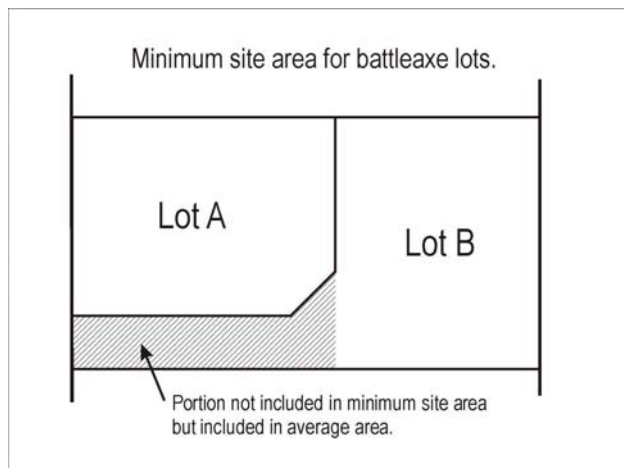 Minimum site area for battleaxe lots.
Lot A
Lot B
Portion not included in minimum site area
but included in average area.